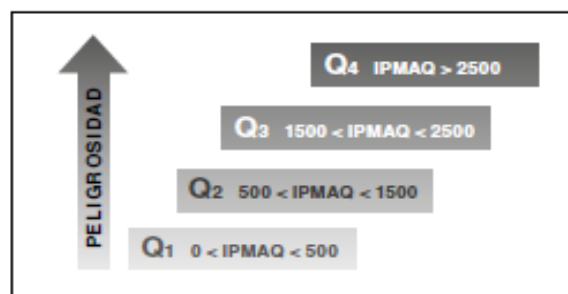 PELIGROSIDAD
Q4 IPMAQ > 2500
Q3 1500 < IPMAQ < 2500
Q2 500 < IPMAQ < 1500
Q1 0 < IPMAQ < 500